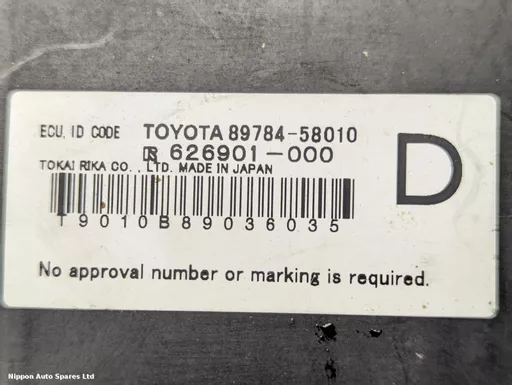 ECU, ID CODE TOYOTA 89784-58010
626901-000
TOKAI RIKA CO., LTD. MADE IN JAPAN
D
T9010B89036035
No approval number or marking is required.
Nippon Auto Spares Ltd